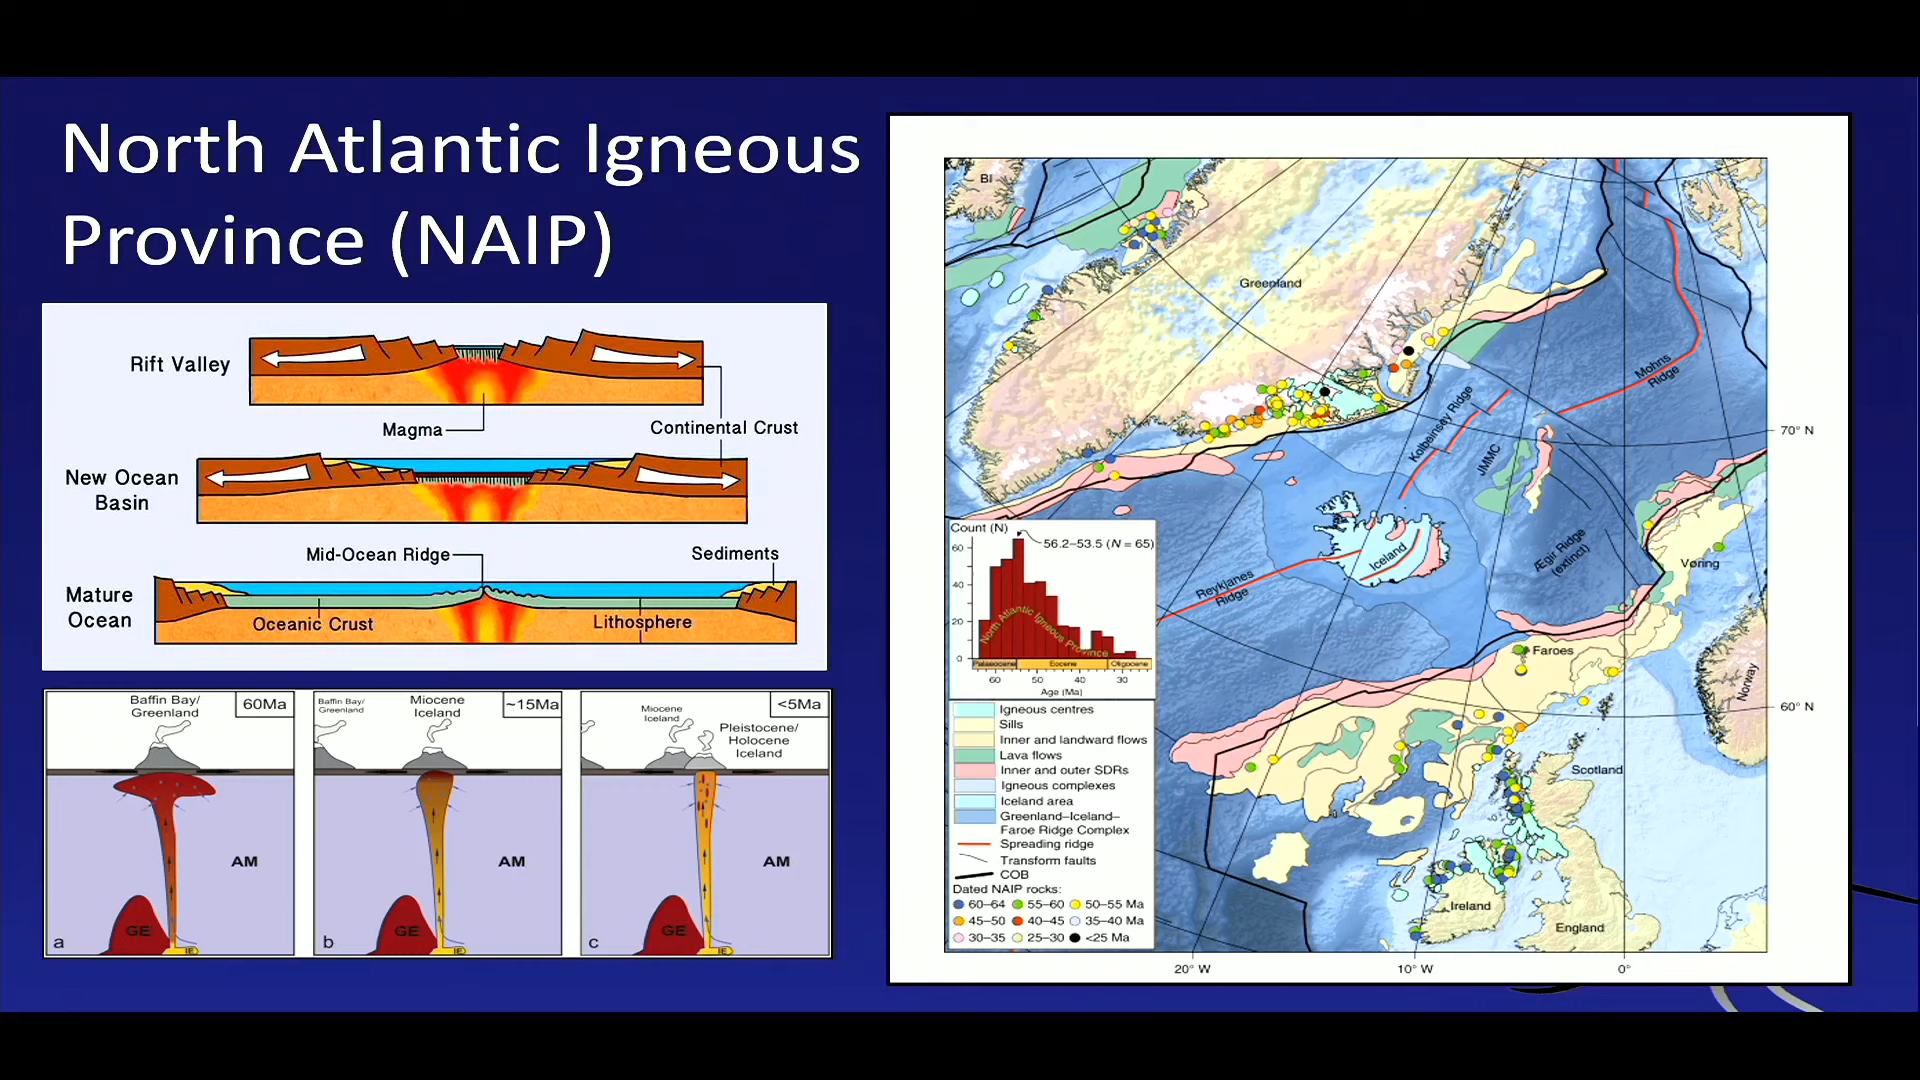 North Atlantic Igneous
Province (NAIP)
Rift Valley
Magma
Continental Crust
New Ocean
Basin
Mid-Ocean Ridge
Sediments
Mature
Ocean
Oceanic Crust
Lithosphere
Baffin Bay/
Greenland
60Ma
AM
GE
IE
a
Baffin Bay/
Greenland
Miocene
Iceland
~15Ma
AM
GE
IE
b
Miocene
Iceland
<5Ma
Pleistocene/
Holocene
Iceland
AM
GE
IE
c
BI
Greenland
Mohns
Ridge
Kolbeinsey Ridge
JMMC
70° N
Iceland
Reykjanes
Ridge
Ægir Ridge
(extinct)
Vøring
Faroes
Norway
60° N
Scotland
Ireland
England
20° W
10° W
0°
Count (N)
56.2–53.5 (N = 65)
60
40
20
0
North Atlantic Igneous Province
Palaeocene
Eocene
Oligocene
60
50
40
30
Age (Ma)
Igneous centres
Sills
Inner and landward flows
Lava flows
Inner and outer SDRs
Igneous complexes
Iceland area
Greenland–Iceland–
Faroe Ridge Complex
Spreading ridge
Transform faults
COB
Dated NAIP rocks:
60–64 55–60 50–55 Ma
45–50 40–45 35–40 Ma
30–35 25–30 <25 Ma